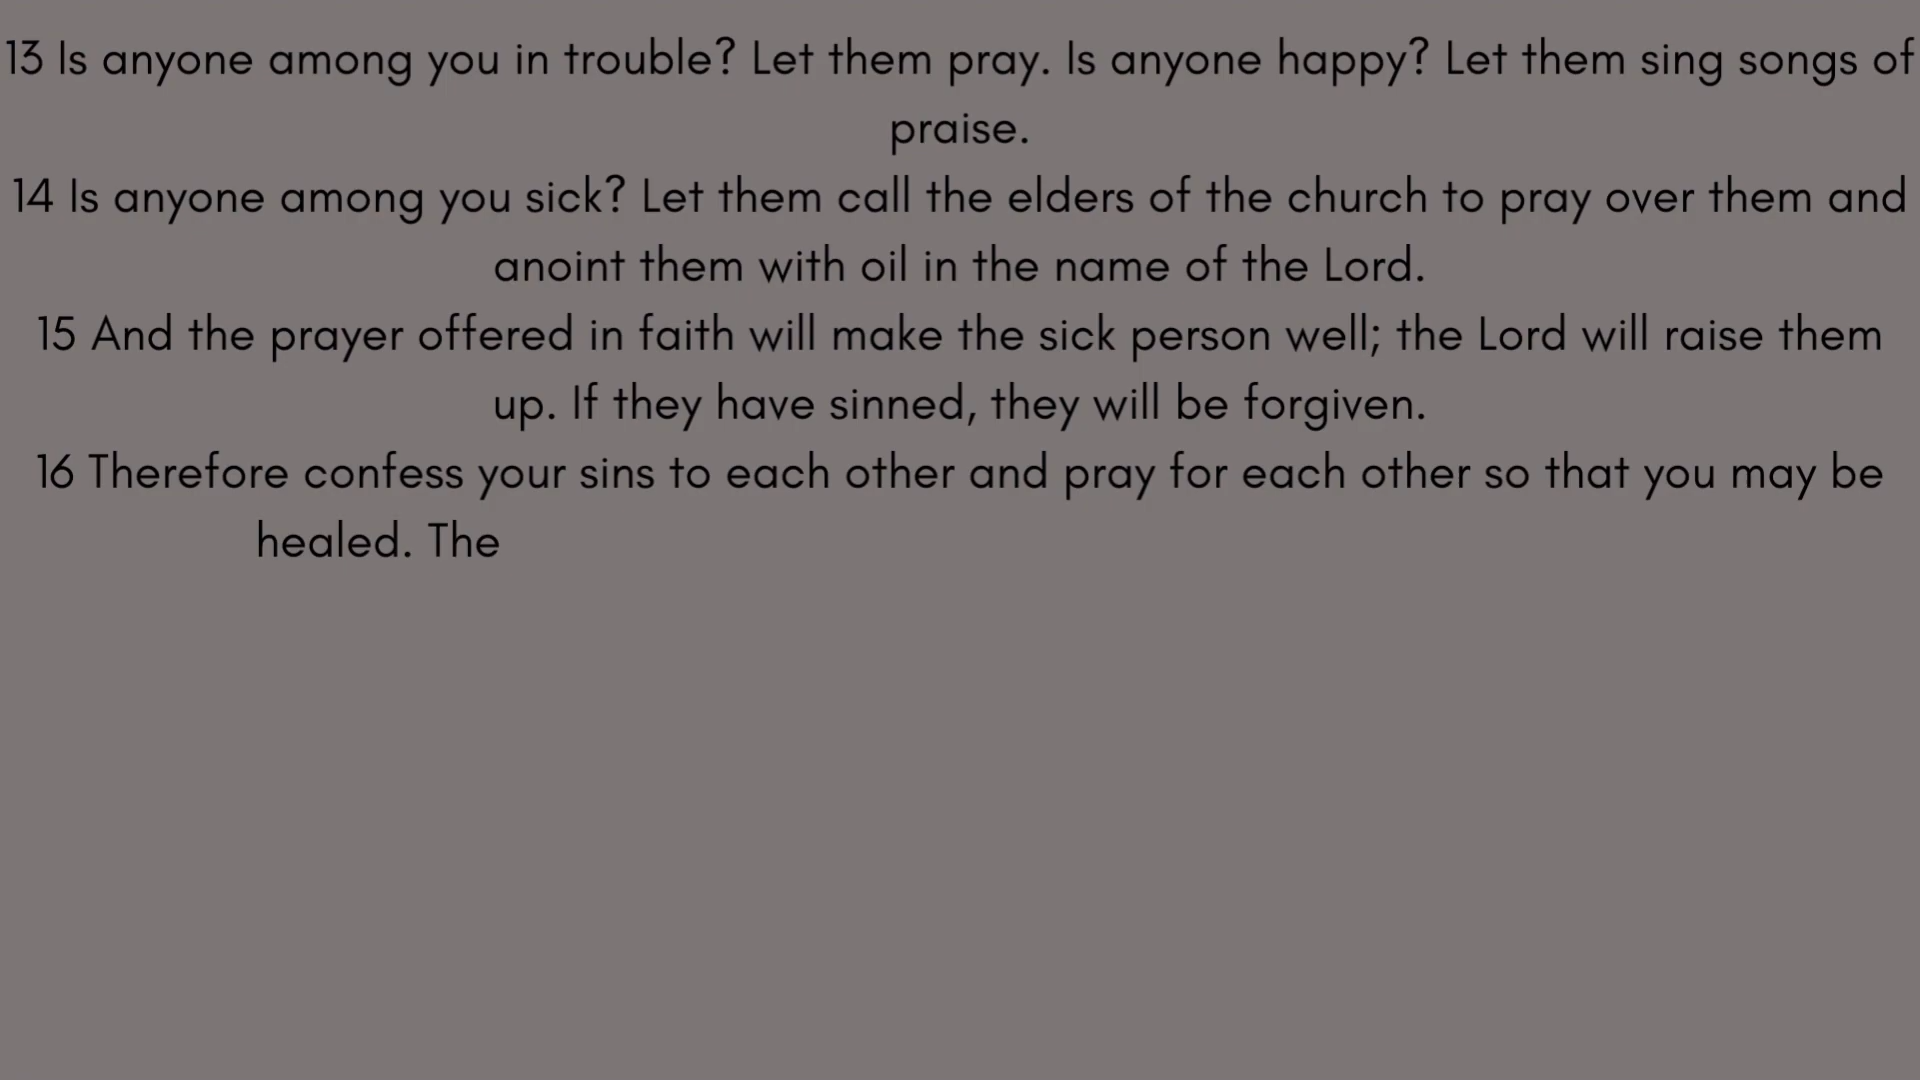 13 Is anyone among you in trouble? Let them pray. Is anyone happy? Let them sing songs of
praise.
14 Is anyone among you sick? Let them call the elders of the church to pray over them and
anoint them with oil in the name of the Lord.
15 And the prayer offered in faith will make the sick person well; the Lord will raise them
up. If they have sinned, they will be forgiven.
16 Therefore confess your sins to each other and pray for each other so that you may be
healed. The